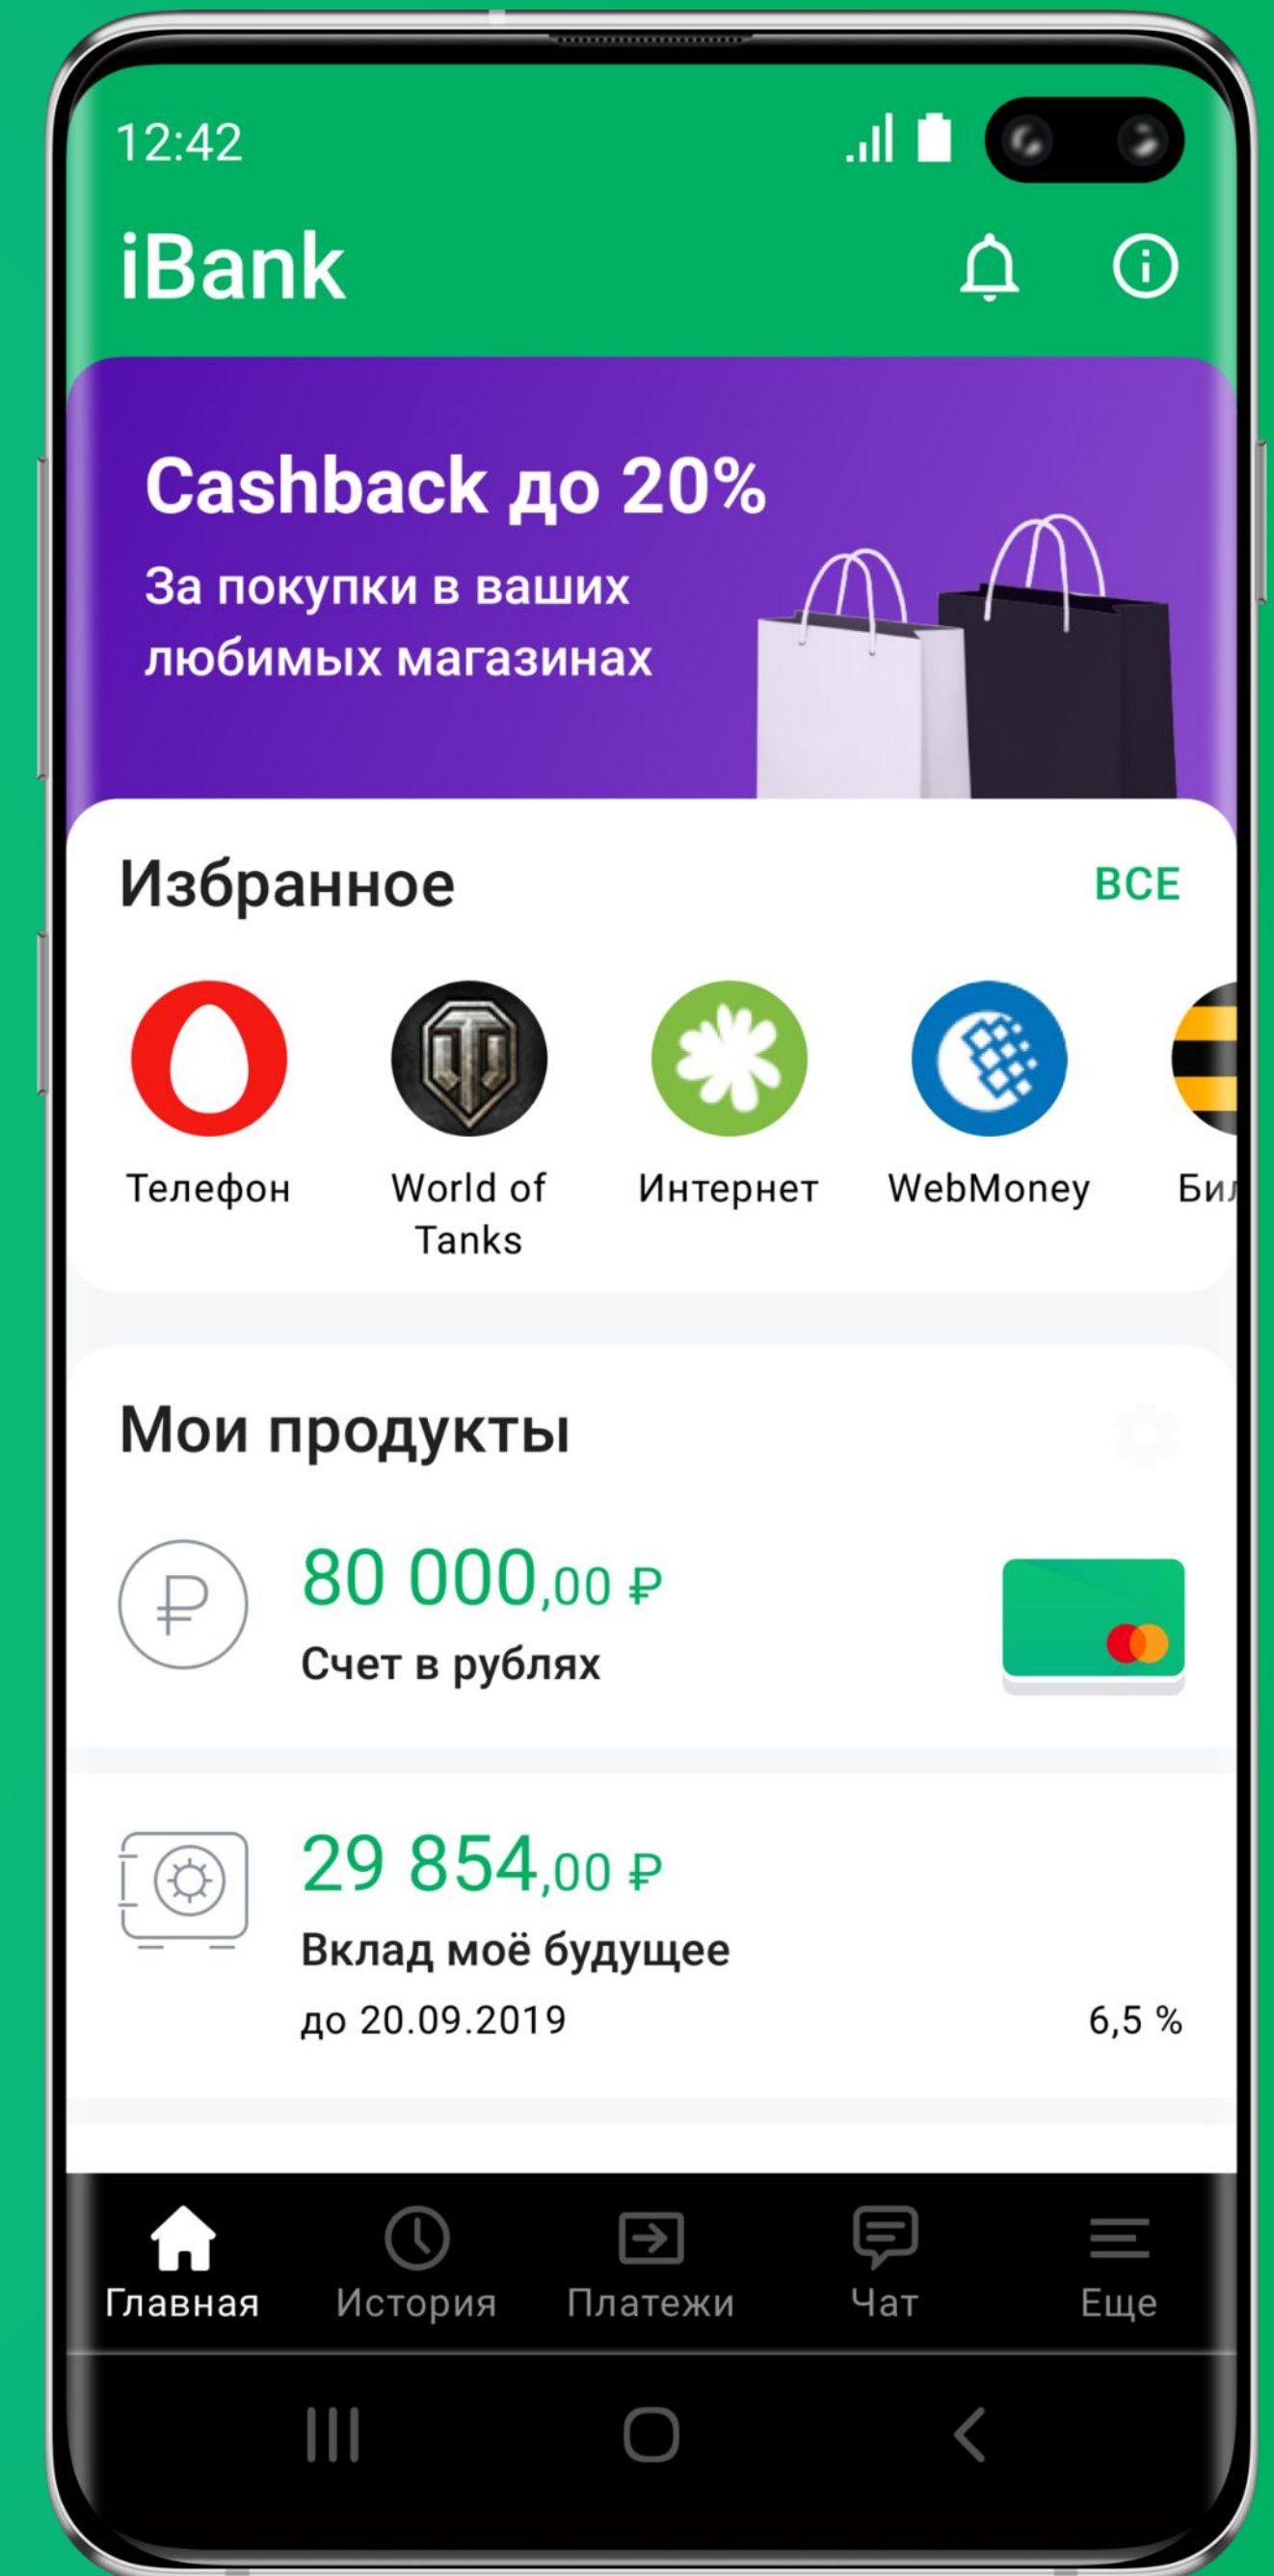 12:42
iBank
Cashback до 20%
За покупки в ваших
любимых магазинах
Избранное
ВСЕ
Телефон
World of
Tanks
Интернет
WebMoney
Мои продукты
80 000,00 ₽
Счет в рублях
29 854,00 ₽
Вклад моё будущее
до 20.09.2019
6,5 %
Главная
История
Платежи
Чат
Еще